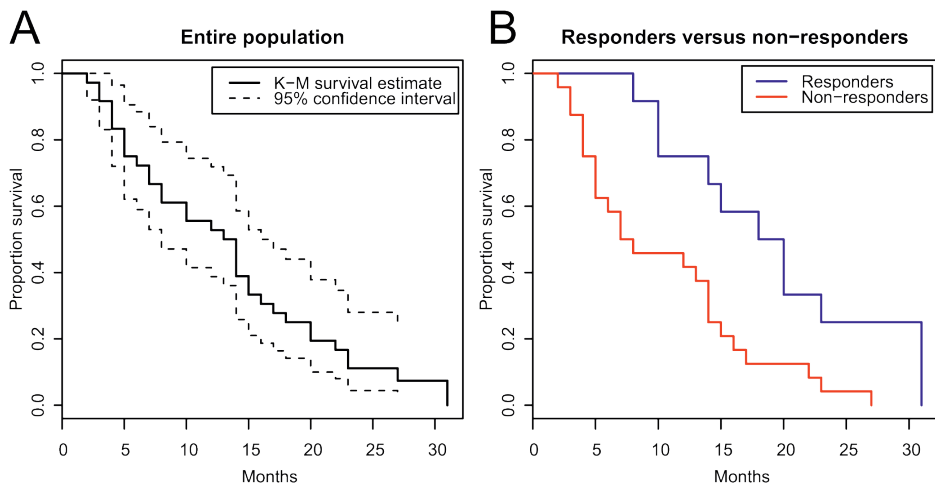 A
Entire population
K−M survival estimate
95% confidence interval
Proportion survival
1.0
0.8
0.6
0.4
0.2
0.0
0 5 10 15 20 25 30
Months
B
Responders versus non−responders
Responders
Non−responders
Proportion survival
1.0
0.8
0.6
0.4
0.2
0.0
0 5 10 15 20 25 30
Months